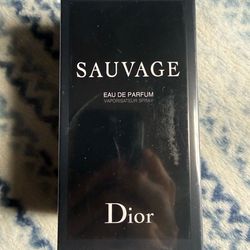 SAUVAGE
EAU DE PARFUM
VAPORISATEUR SPRAY
Dior